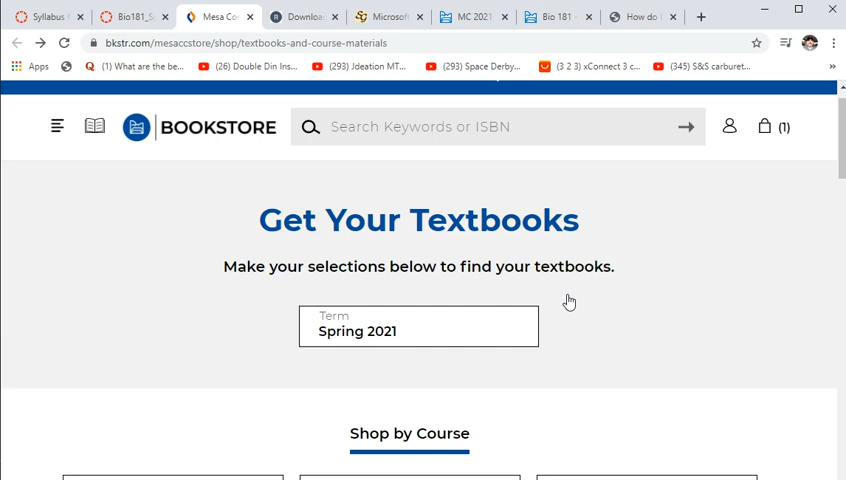 Syllabus f
Bio181_S
Mesa Co
Downloa
Microsof
MC 2021
Bio 181 -
How do I
bkstr.com/mesaccstore/shop/textbooks-and-course-materials
Apps
(1) What are the be...
(26) Double Din Ins...
(293) Jdeation MT...
(293) Space Derby...
(3 2 3) xConnect 3 c...
(345) S&S carburet...
»
BOOKSTORE
Search Keywords or ISBN
(1)
Get Your Textbooks
Make your selections below to find your textbooks.
Term
Spring 2021
Shop by Course